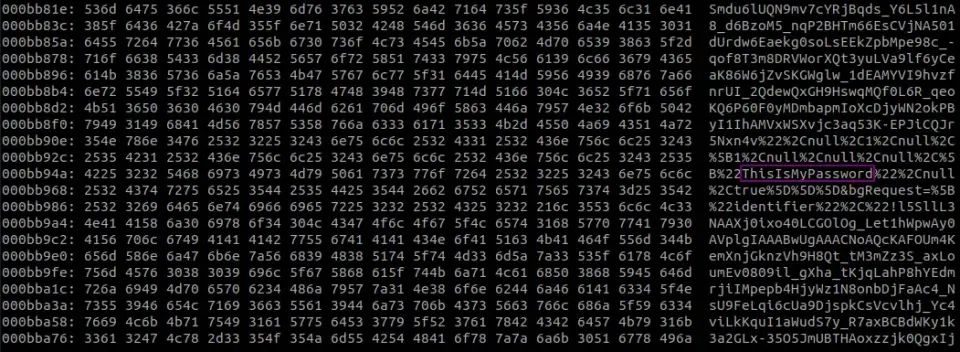 000bb81e: 536d 6475 366c 5551 4e39 6d76 3763 5952 6a42 7164 735f 5936 4c35 6c31 6e41 Smdu6lUQN9mv7cYRjBqds_Y6L5l1nA
000bb83c: 385f 6436 427a 6f4d 355f 6e71 5032 4248 546d 3636 4573 4356 6a4e 4135 3031 8_d6BzoM5_nqP2BHTm66EsCVjNA501
000bb85a: 6455 7264 7736 4561 656b 6730 736f 4c73 4545 6b5a 7062 4d70 6539 3863 5f2d dUrdw6Eaekg0soLsEEkZpbMpe98c_-
000bb878: 716f 6638 5433 6d38 4452 5657 6f72 5851 7433 7975 4c56 6139 6c66 3679 4365 qof8T3m8DRVWorXQt3yuLVa9lf6yCe
000bb896: 614b 3836 5736 6a5a 7653 4b47 5767 6c77 5f31 6445 414d 5956 4939 6876 7a66 aK86W6jZvSKGWglw_1dEAMYVI9hvzf
000bb8b4: 6e72 5549 5f32 5164 6577 5178 4748 3948 7377 714d 5166 304c 3652 5f71 656f nrUI_2QdewQxGH9HswqMQf0L6R_qeo
000bb8d2: 4b51 3650 3630 4630 794d 446d 6261 706d 496f 5863 446a 7957 4e32 6f6b 5042 KQ6P60F0yMDmbapmIoXcDjyWN2okPB
000bb8f0: 7949 3149 6841 4d56 7857 5358 766a 6333 6171 3533 4b2d 4550 4a69 4351 4a72 yI1IhAMVxWSXvjc3aq53K-EPJiCQJr
000bb90e: 354e 786e 3476 2532 3225 3243 6e75 6c6c 2532 4331 2532 436e 756c 6c25 3243 5Nxn4v%22%2Cnull%2C1%2Cnull%2C
000bb92c: 2535 4231 2532 436e 756c 6c25 3243 6e75 6c6c 2532 436e 756c 6c25 3243 2535 %5B1%2Cnull%2Cnull%2Cnull%2C%5
000bb94a: 4225 3232 5468 6973 4973 4d79 5061 7373 776f 7264 2532 3225 3243 6e75 6c6c B%22ThisIsMyPassword%22%2Cnull
000bb968: 2532 4374 7275 6525 3544 2535 4425 3544 2662 6752 6571 7565 7374 3d25 3542 %2Ctrue%5D%5D%5D&bgRequest=%5B
000bb986: 2532 3269 6465 6e74 6966 6965 7225 3232 2532 4325 3232 216c 3553 6c6c 4c33 %22identifier%22%2C%22!l5SllL3
000bb9a4: 4e41 4158 6a30 6978 6f34 304c 4347 4f6c 4f67 5f4c 6574 3168 5770 7741 7930 NAAXj0ixo40LCGOlOg_Let1hWpwAy0
000bb9c2: 4156 706c 6749 4141 4142 7755 6741 4141 434e 6f41 5163 4b41 464f 556d 344b AVplgIAAABwUgAAACNoAQcKAFOUm4K
000bb9e0: 656d 586e 4a47 6b6e 7a56 6839 4838 5174 5f74 4d33 6d5a 7a33 535f 6178 4c6f emXnJGknzVh9H8Qt_tM3mZz3S_axLo
000bb9fe: 756d 4576 3038 3039 696c 5f67 5868 615f 744b 6a71 4c61 6850 3868 5945 646d umEv0809il_gXha_tKjqLahP8hYEdm
000bba1c: 726a 6949 4d70 6570 6234 486a 7957 7a31 4e38 6f6e 6244 6a46 6141 6334 5f4e rjiIMpepb4HjyWz1N8onbDjFaAc4_N
000bba3a: 7355 3946 654c 7169 3663 5561 3944 6a73 706b 4373 5663 766c 686a 5f59 6334 sU9FeLqi6cUa9DjspkCsVcvlhj_Yc4
000bba58: 7669 4c6b 4b71 7549 3161 5775 6453 3779 5f52 3761 7842 4342 6457 4b79 316b viLkKquI1aWudS7y_R7axBCBdWKy1k
000bba76: 3361 3247 4c78 2d33 354f 354a 6d55 4254 4841 6f78 7a7a 6a6b 3051 6778 496a 3a2GLx-35O5JmUBTHAoxzzjk0QgxIj